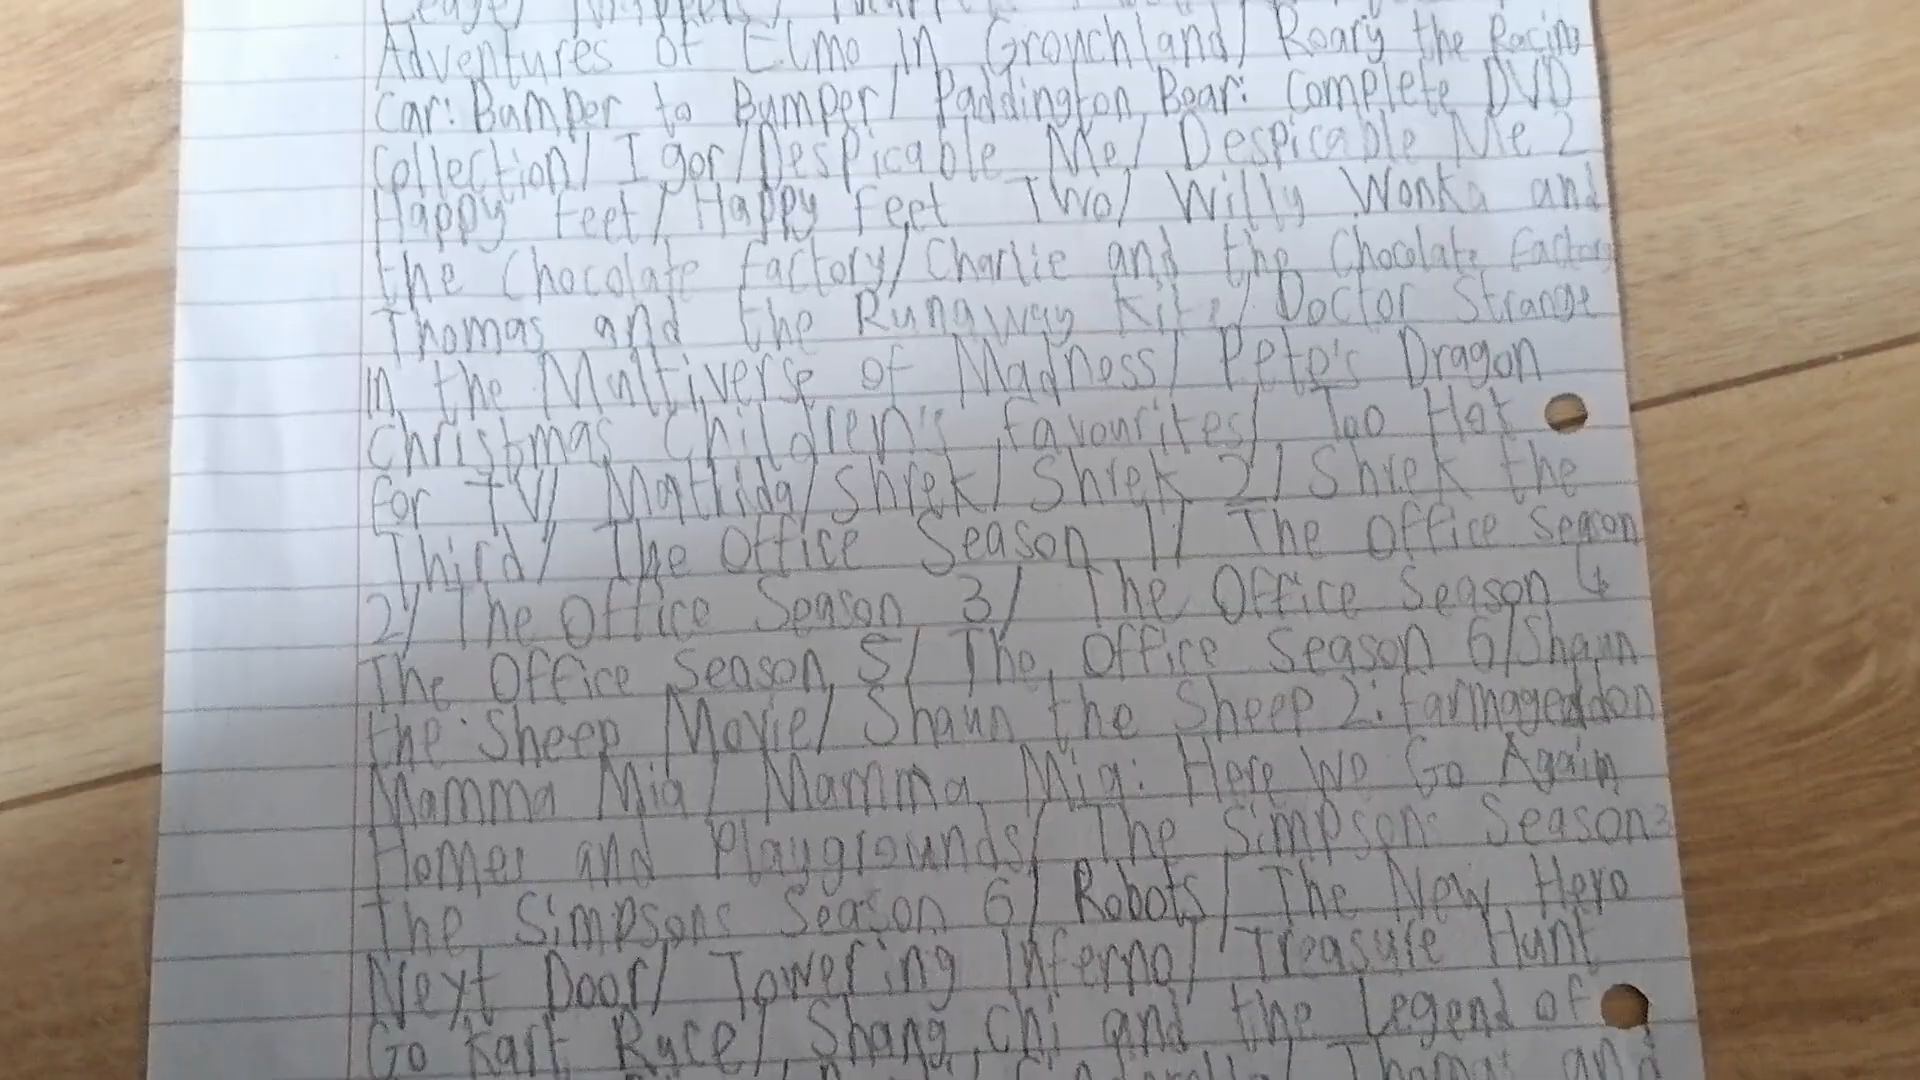 Adventures of Elmo in Grouchland/ Roary the Racing
Car: Bumper to Bumper/ Paddington Bear: Complete DVD
Collection/ Igor/ Despicable Me/ Despicable Me 2
Happy Feet/ Happy Feet Two/ Willy Wonka and
the Chocolate Factory/ Charlie and the Chocolate Factory
Thomas and the Runaway Kite/ Doctor Strange
in the Multiverse of Madness/ Pete's Dragon
Christmas Children's Favourites/ Too Hot
for TV/ Mathida/ Shrek/ Shrek 2/ Shrek the
Third/ The Office Season 1/ The Office Season
2/ The Office Season 3/ The Office Season 4
The Office Season 5/ The Office Season 6/ Shaun
the Sheep Movie/ Shaun the Sheep 2: Farmageddon
Mamma Mia/ Mamma Mia: Here We Go Again
Homes and Playgrounds/ The Simpsons Season 3
The Simpsons Season 6/ Robots/ The New Hero
Next Door/ Towering Inferno/ Treasure Hunt
Go Kart Race/ Shang Chi and the Legend of
Thomas and